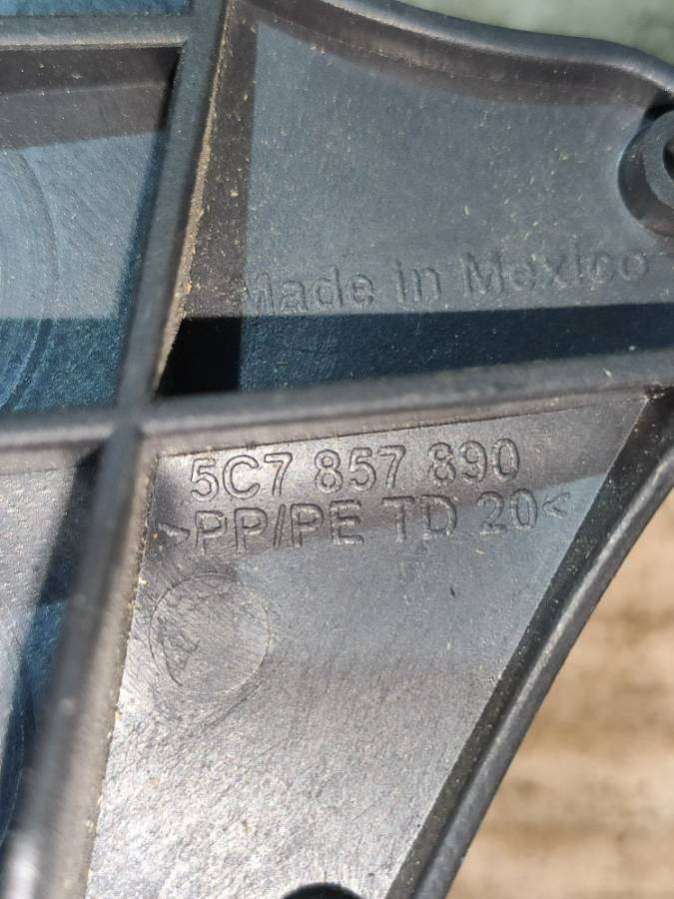 Made in Mexico
5C7 857 890
>PP/PE TD 20<